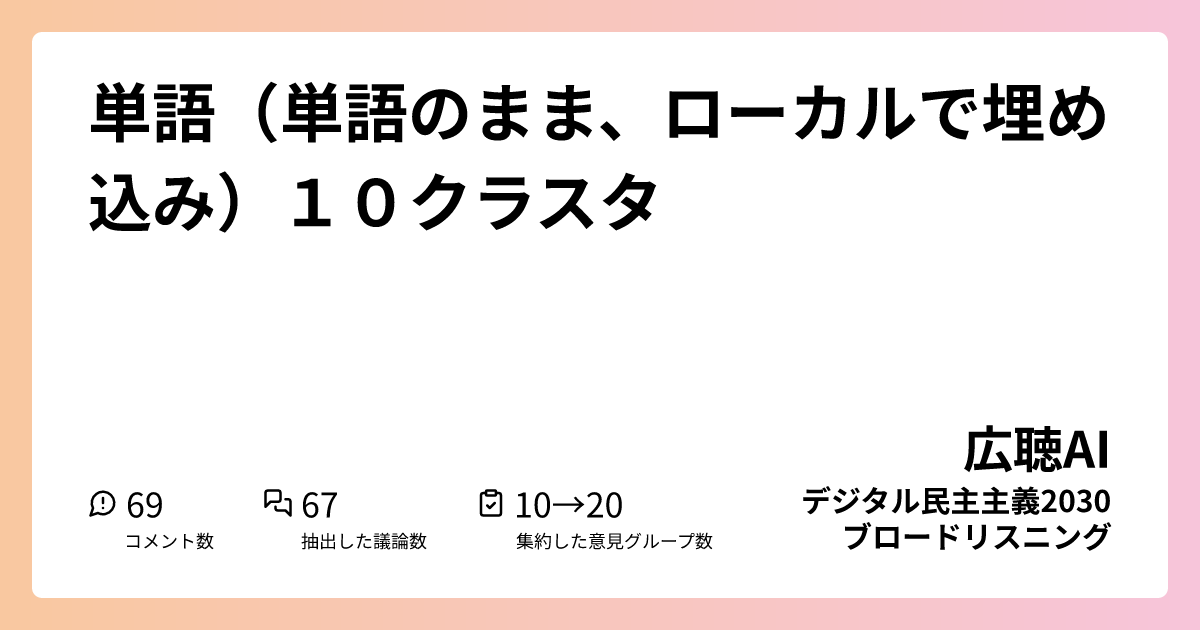 単語（単語のまま、ローカルで埋め
込み）１０クラスタ
広聴AI
デジタル民主主義2030
ブロードリスニング
69
コメント数
67
抽出した議論数
10→20
集約した意見グループ数